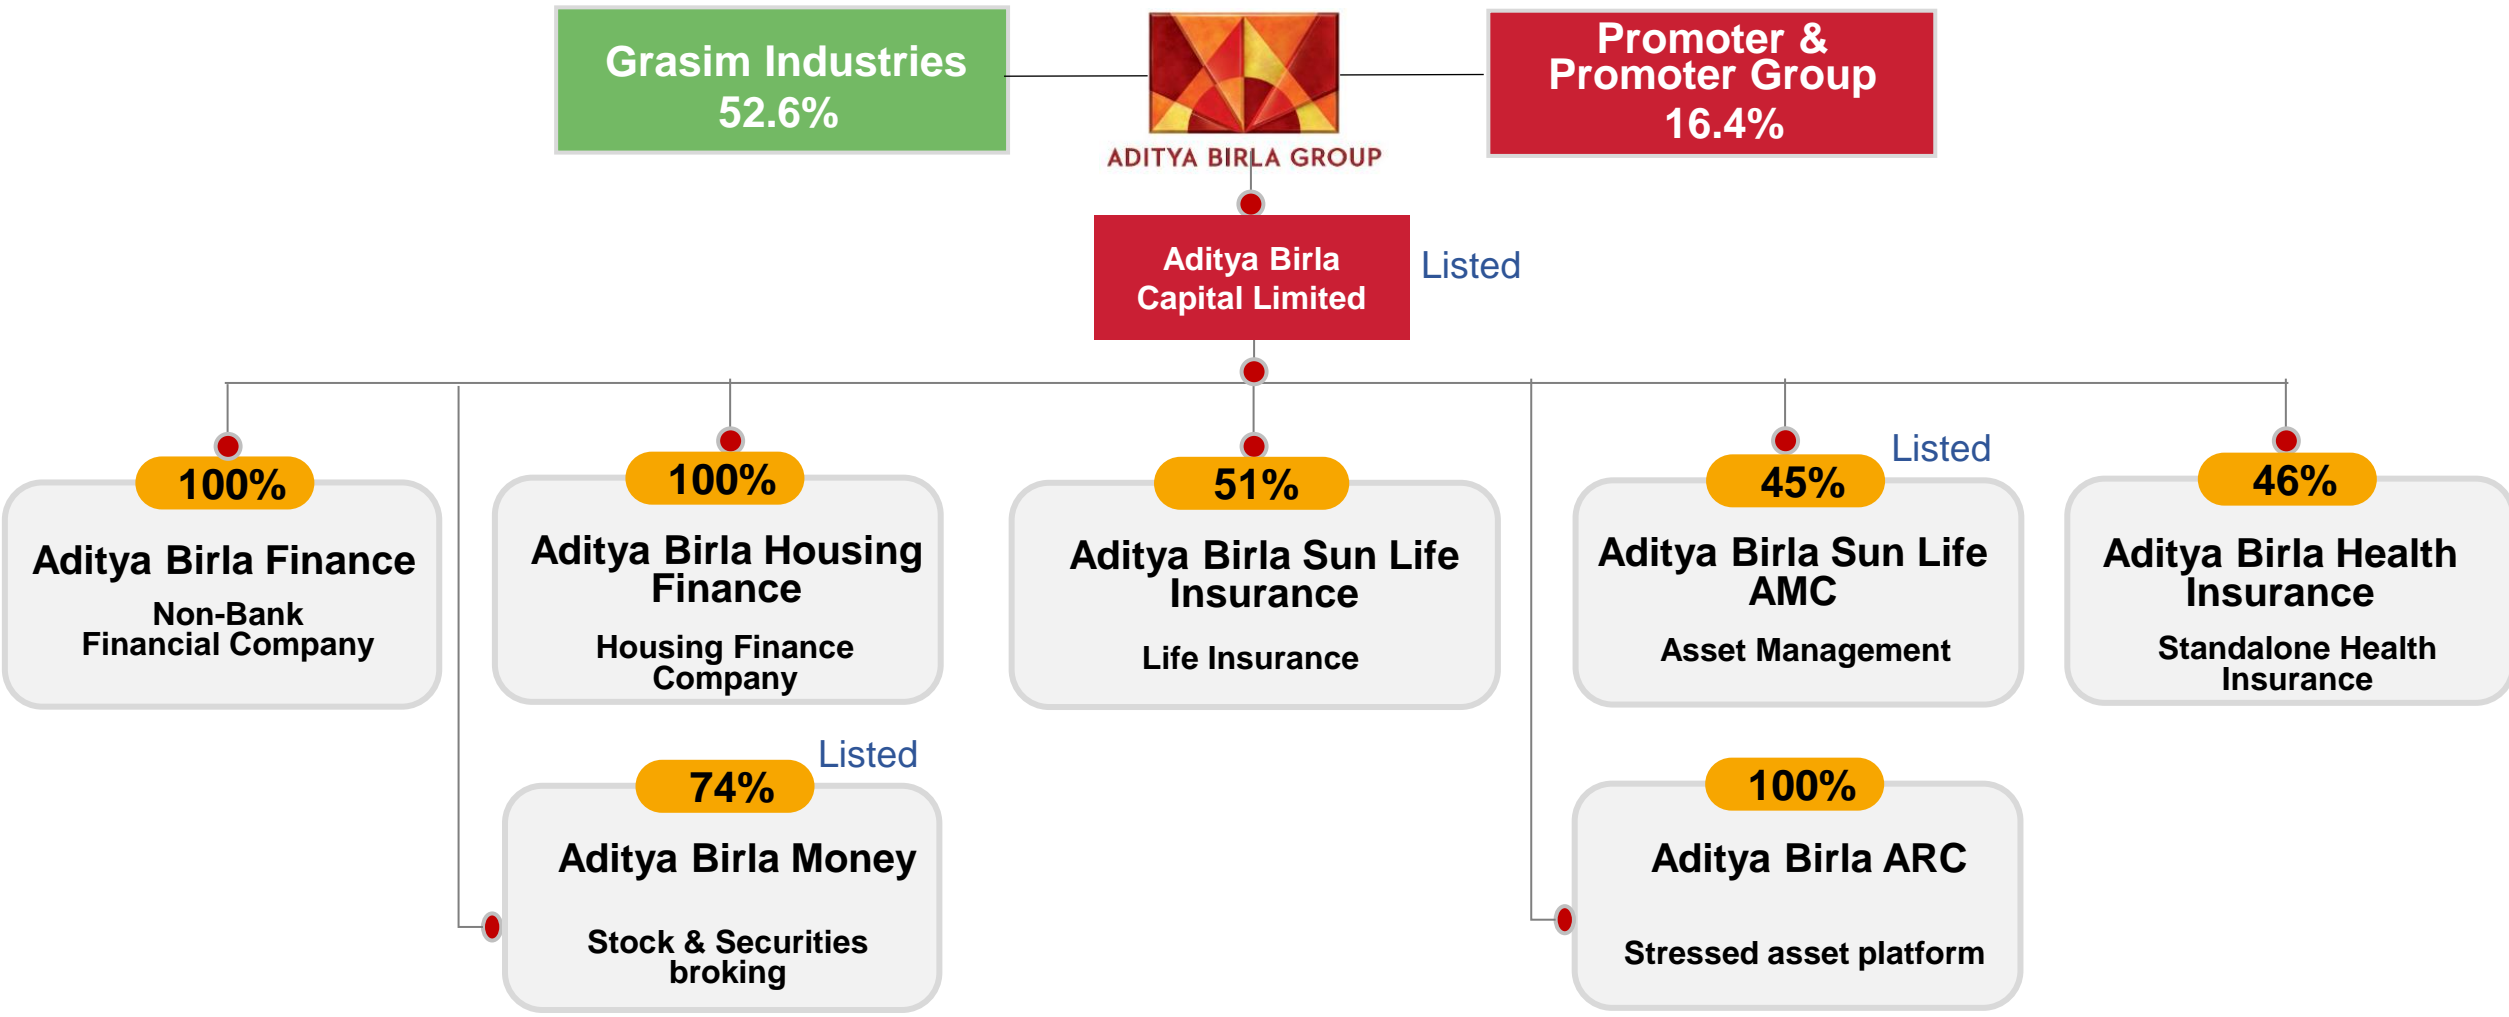 Grasim Industries
52.6%
ADITYA BIRLA GROUP
Promoter &
Promoter Group
16.4%
Aditya Birla
Capital Limited
Listed
100%
Aditya Birla Finance
Non-Bank
Financial Company
100%
Aditya Birla Housing
Finance
Housing Finance
Company
51%
Aditya Birla Sun Life
Insurance
Life Insurance
Listed
45%
Aditya Birla Sun Life
AMC
Asset Management
46%
Aditya Birla Health
Insurance
Standalone Health
Insurance
Listed
74%
Aditya Birla Money
Stock & Securities
broking
100%
Aditya Birla ARC
Stressed asset platform